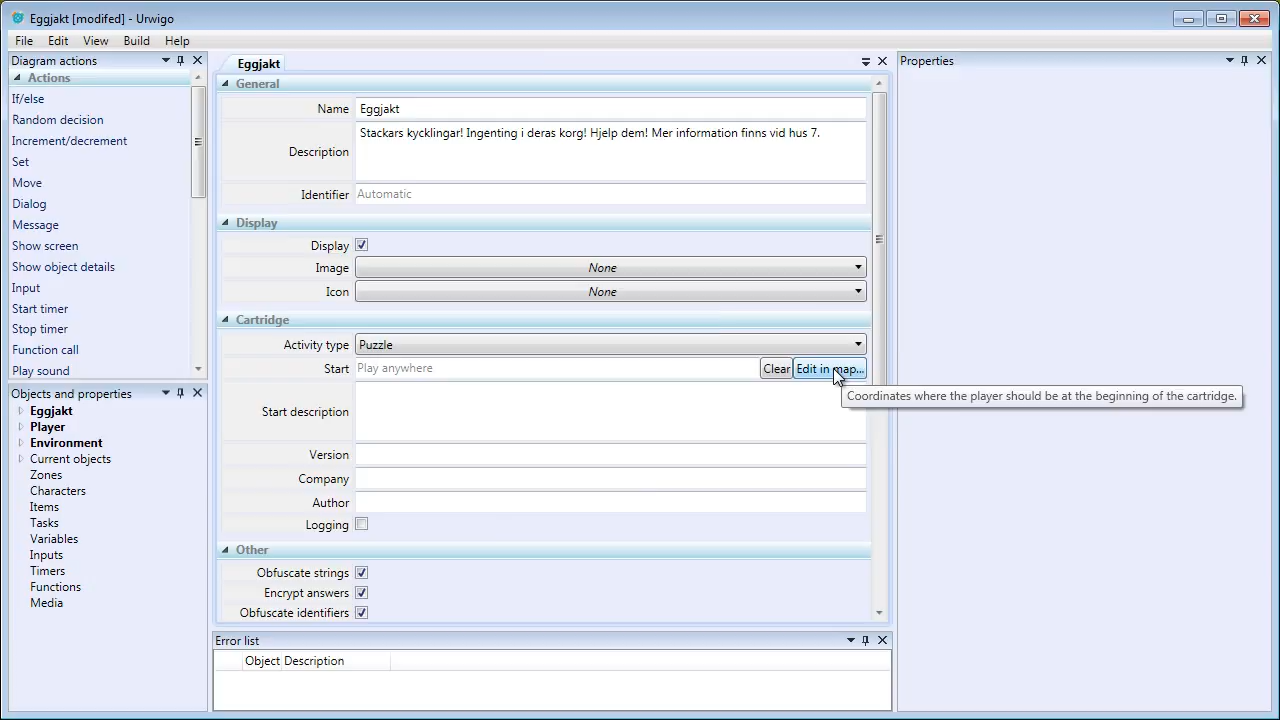 Eggjakt [modifed] - Urwigo
File Edit View Build Help
Diagram actions
Actions
If/else
Random decision
Increment/decrement
Set
Move
Dialog
Message
Show screen
Show object details
Input
Start timer
Stop timer
Function call
Play sound
Objects and properties
Eggjakt
Player
Environment
Current objects
Zones
Characters
Items
Tasks
Variables
Inputs
Timers
Functions
Media
Eggjakt
General
Name Eggjakt
Description Stackars kycklingar! Ingenting i deras korg! Hjelp dem! Mer information finns vid hus 7.
Identifier Automatic
Display
Display
Image None
Icon None
Cartridge
Activity type Puzzle
Start Play anywhere Clear Edit in map...
Coordinates where the player should be at the beginning of the cartridge.
Start description
Version
Company
Author
Logging
Other
Obfuscate strings
Encrypt answers
Obfuscate identifiers
Error list
Object Description
Properties